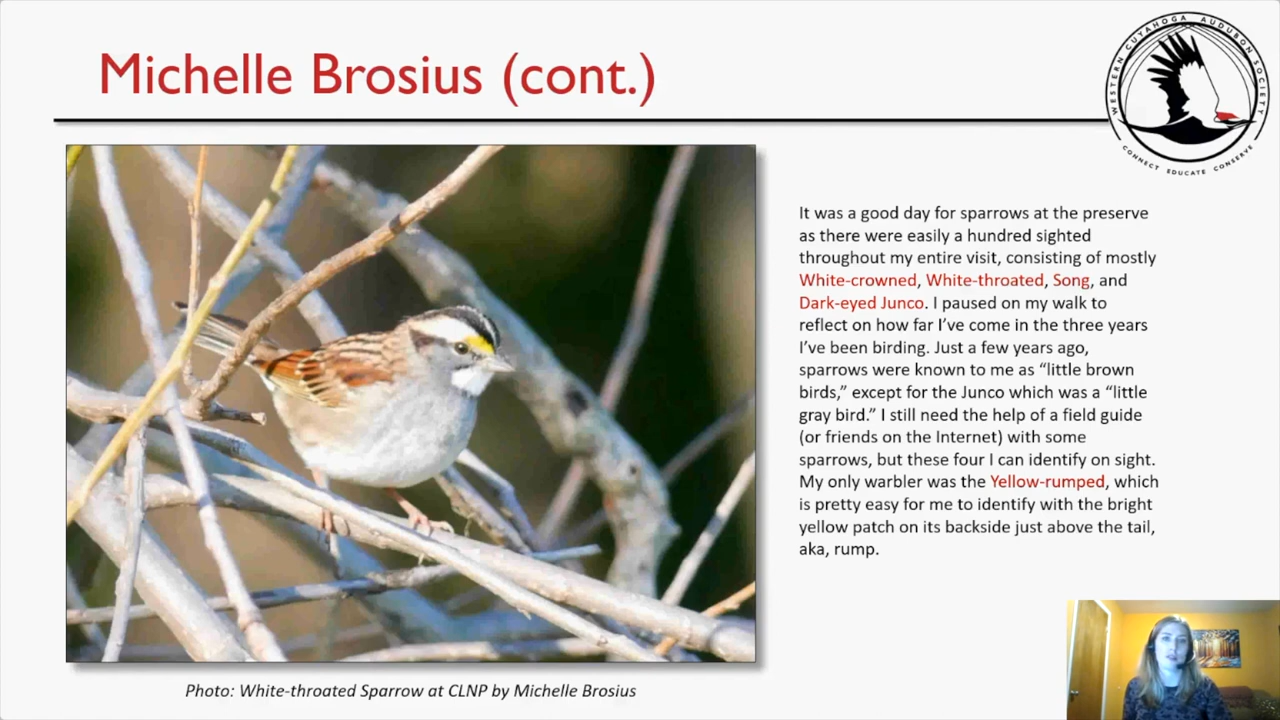 Michelle Brosius (cont.)
WESTERN CUYAHOGA AUDUBON SOCIETY
CONNECT EDUCATE CONSERVE
It was a good day for sparrows at the preserve
as there were easily a hundred sighted
throughout my entire visit, consisting of mostly
White-crowned, White-throated, Song, and
Dark-eyed Junco. I paused on my walk to
reflect on how far I’ve come in the three years
I’ve been birding. Just a few years ago,
sparrows were known to me as “little brown
birds,” except for the Junco which was a “little
gray bird.” I still need the help of a field guide
(or friends on the Internet) with some
sparrows, but these four I can identify on sight.
My only warbler was the Yellow-rumped, which
is pretty easy for me to identify with the bright
yellow patch on its backside just above the tail,
aka, rump.
Photo: White-throated Sparrow at CLNP by Michelle Brosius